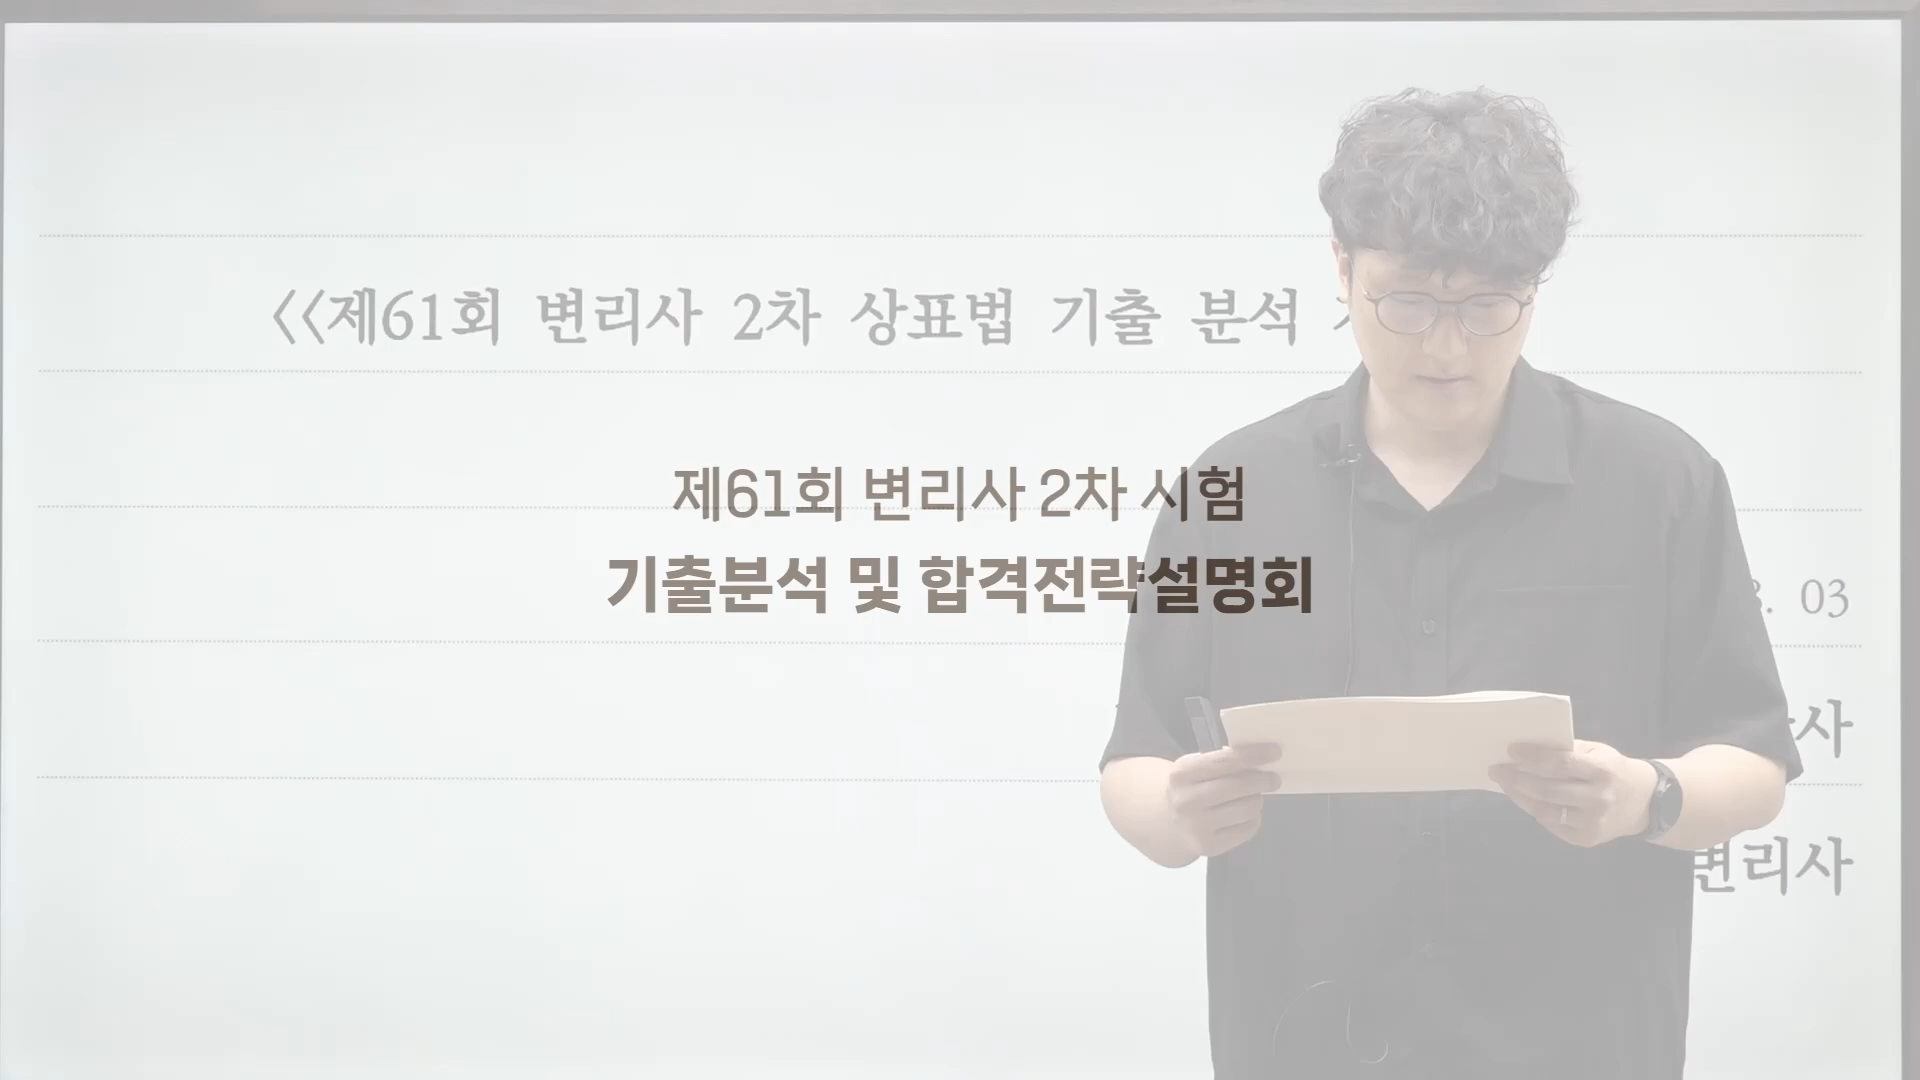 <<제61회 변리사 2차 상표법 기출 분석
제61회 변리사 2차 시험
기출분석 및 합격전략설명회
03
변리사